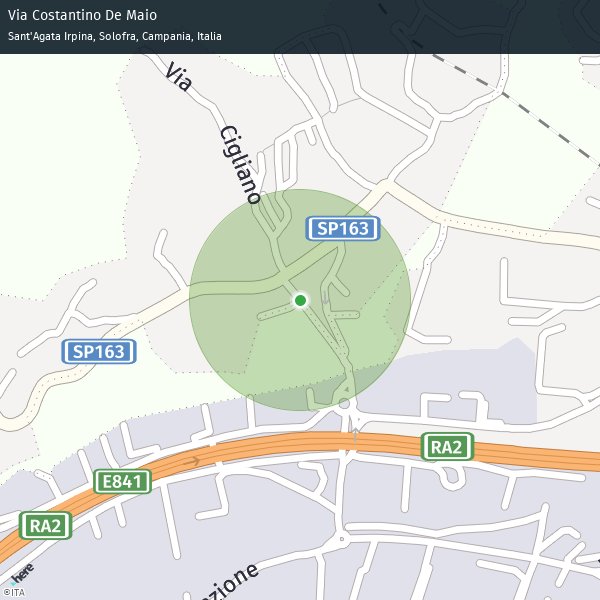 Via Costantino De Maio
Sant'Agata Irpina, Solofra, Campania, Italia
Via
Cigliano
SP163
SP163
RA2
E841
RA2
here
zione
©ITA